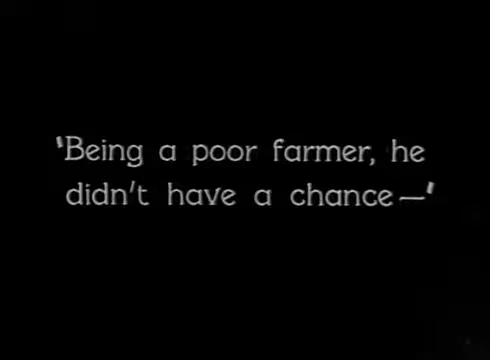 'Being a poor farmer, he
didn't have a chance—'